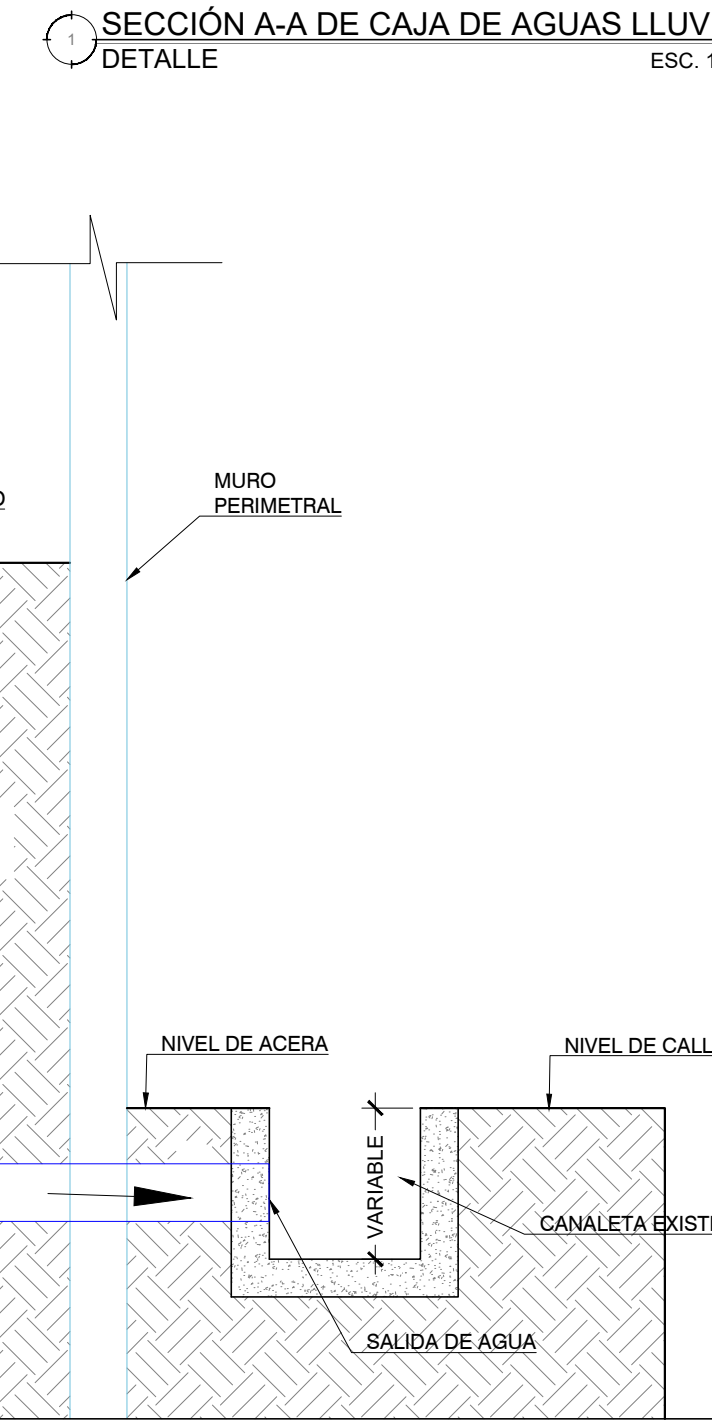 1
SECCIÓN A-A DE CAJA DE AGUAS LLUV
DETALLE
ESC. 1
MURO
PERIMETRAL
O
NIVEL DE ACERA
NIVEL DE CALL
VARIABLE
CANALETA EXIST
SALIDA DE AGUA